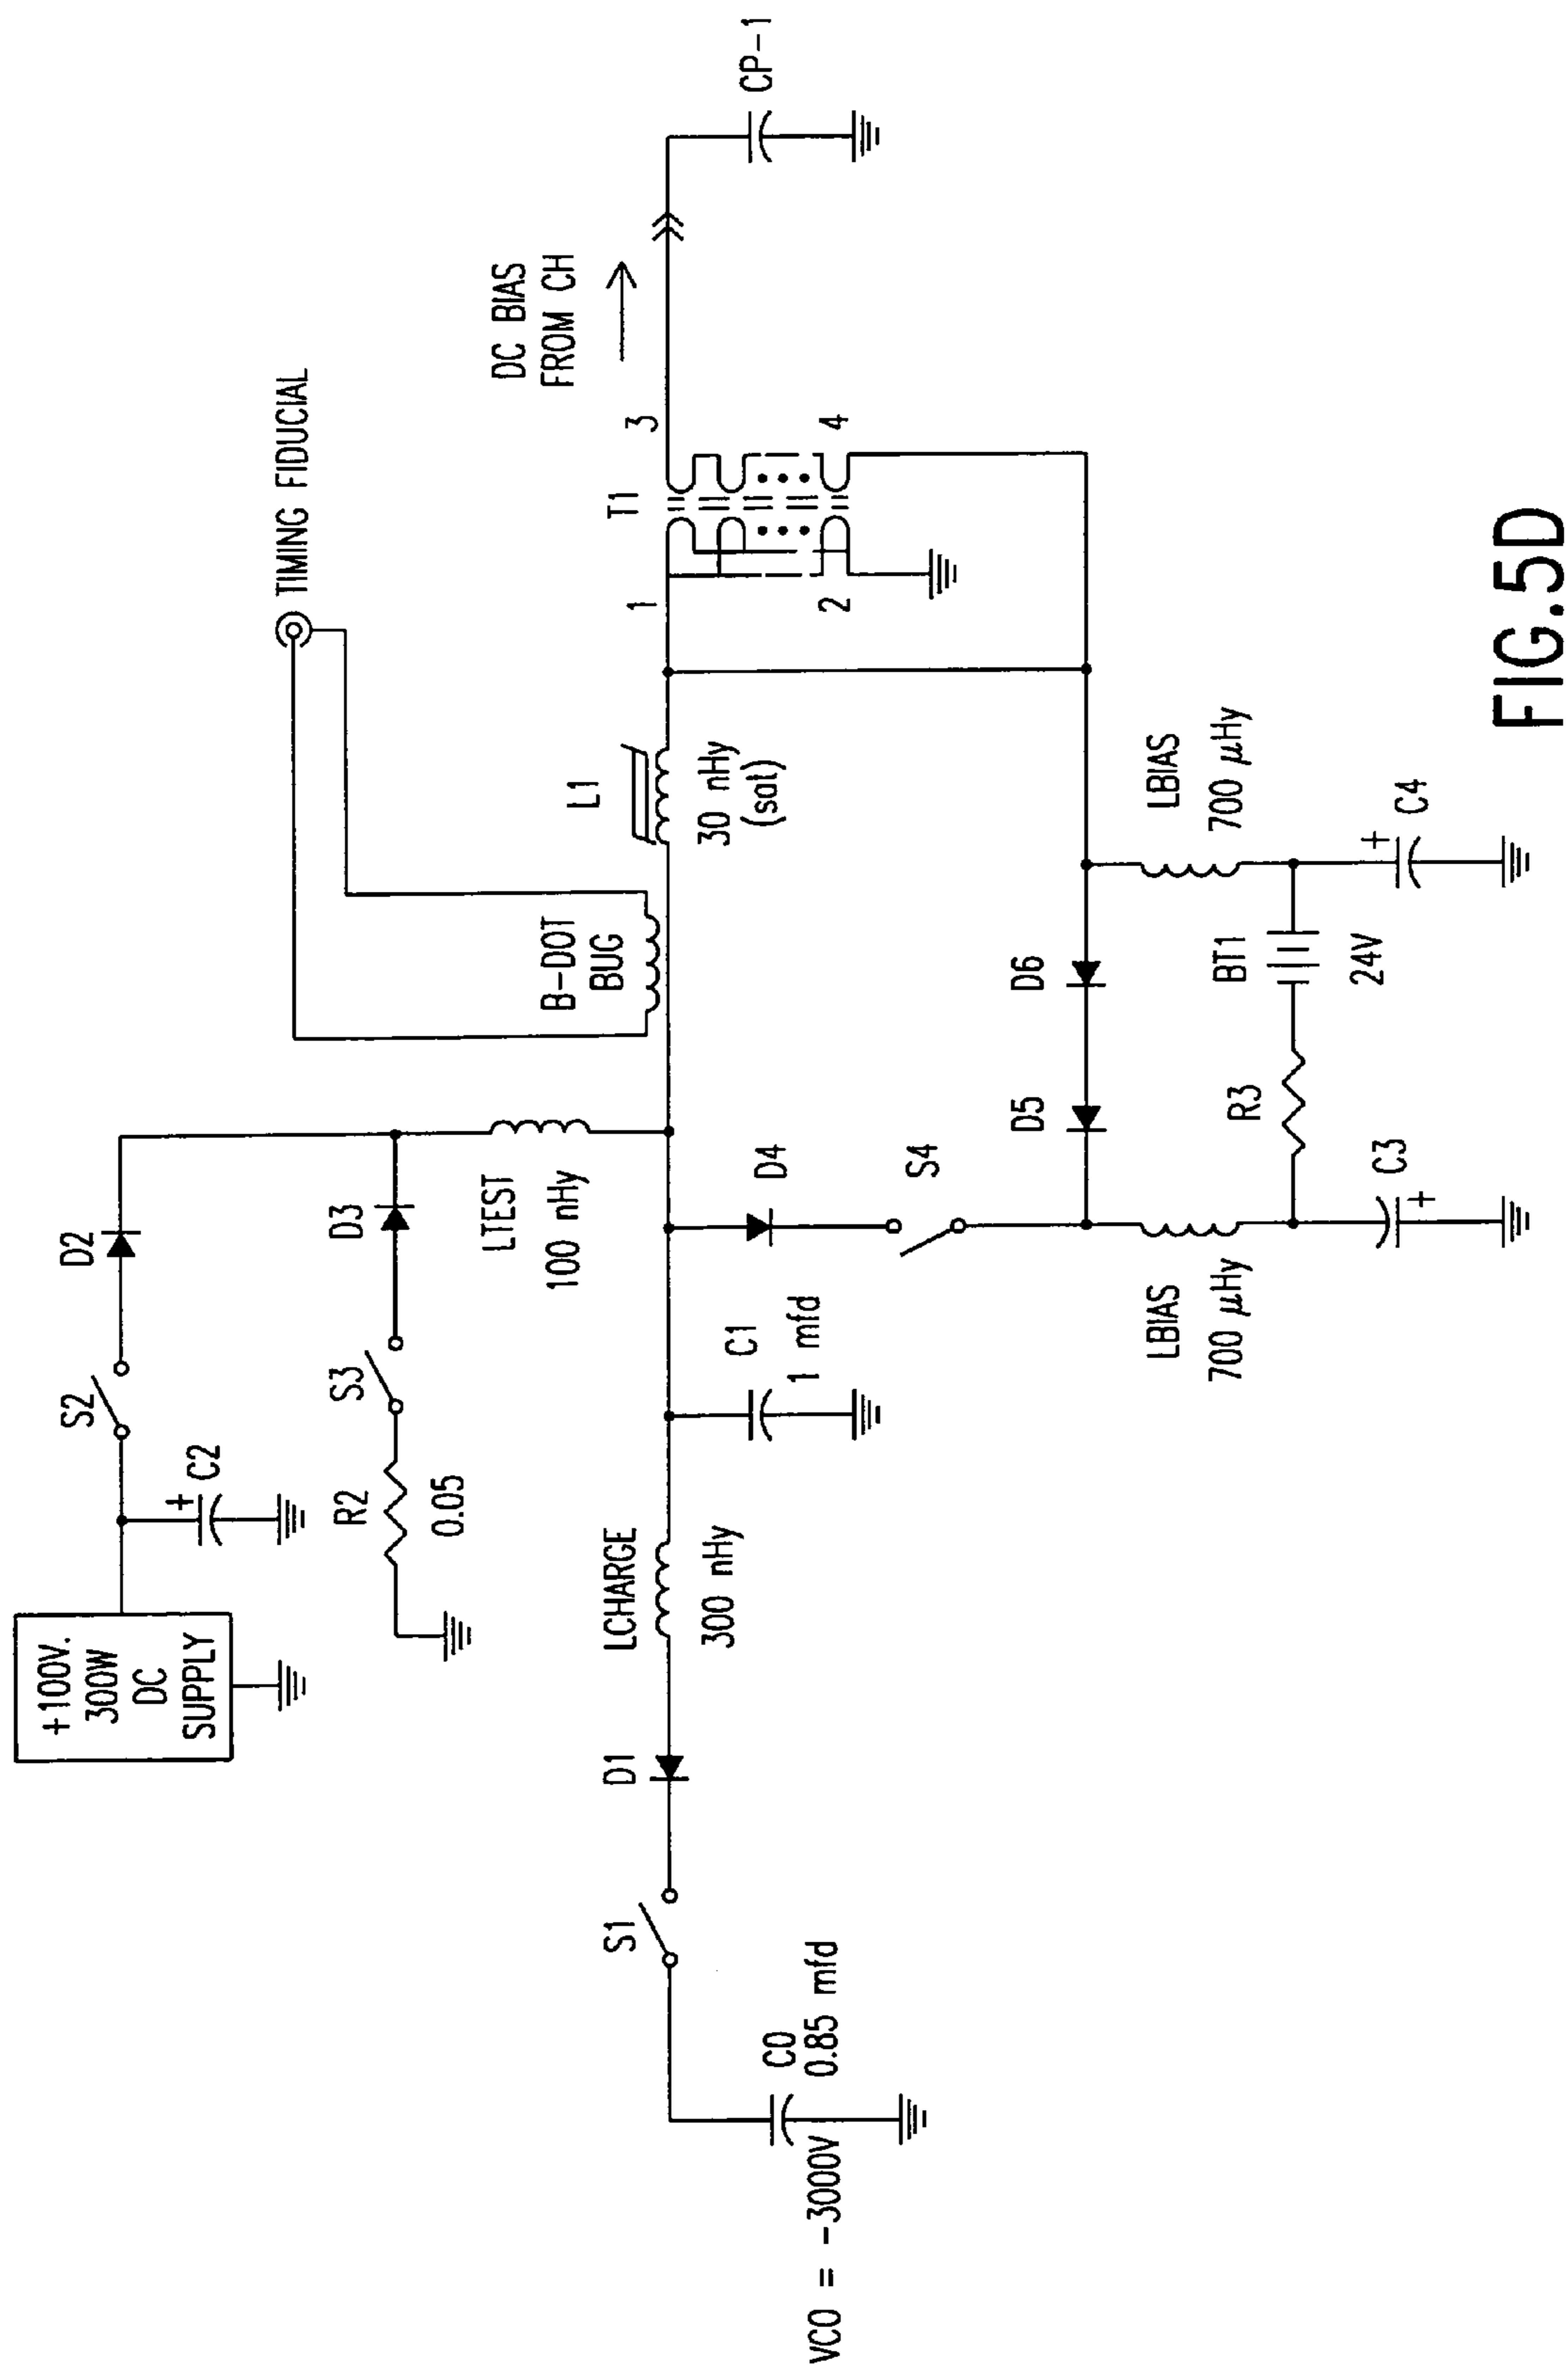 +100V.
300W
DC
SUPPLY
S2
D2
+
C2
R2
0.05
S3
D3
TIMING FIDUCIAL
LTEST
100 nHy
B-DOT
BUG
L1
30 nHy
(sat)
DC BIAS
FROM CH
T1
1
3
2
4
CP-1
S1
D1
LCHARGE
300 nHy
C1
1 mfd
D4
S4
VCO = -3000V
C0
0.85 mfd
D5
D6
LBIAS
700 µHy
LBIAS
700 µHy
R3
BT1
24V
C3
+
C4
+
FIG.5D